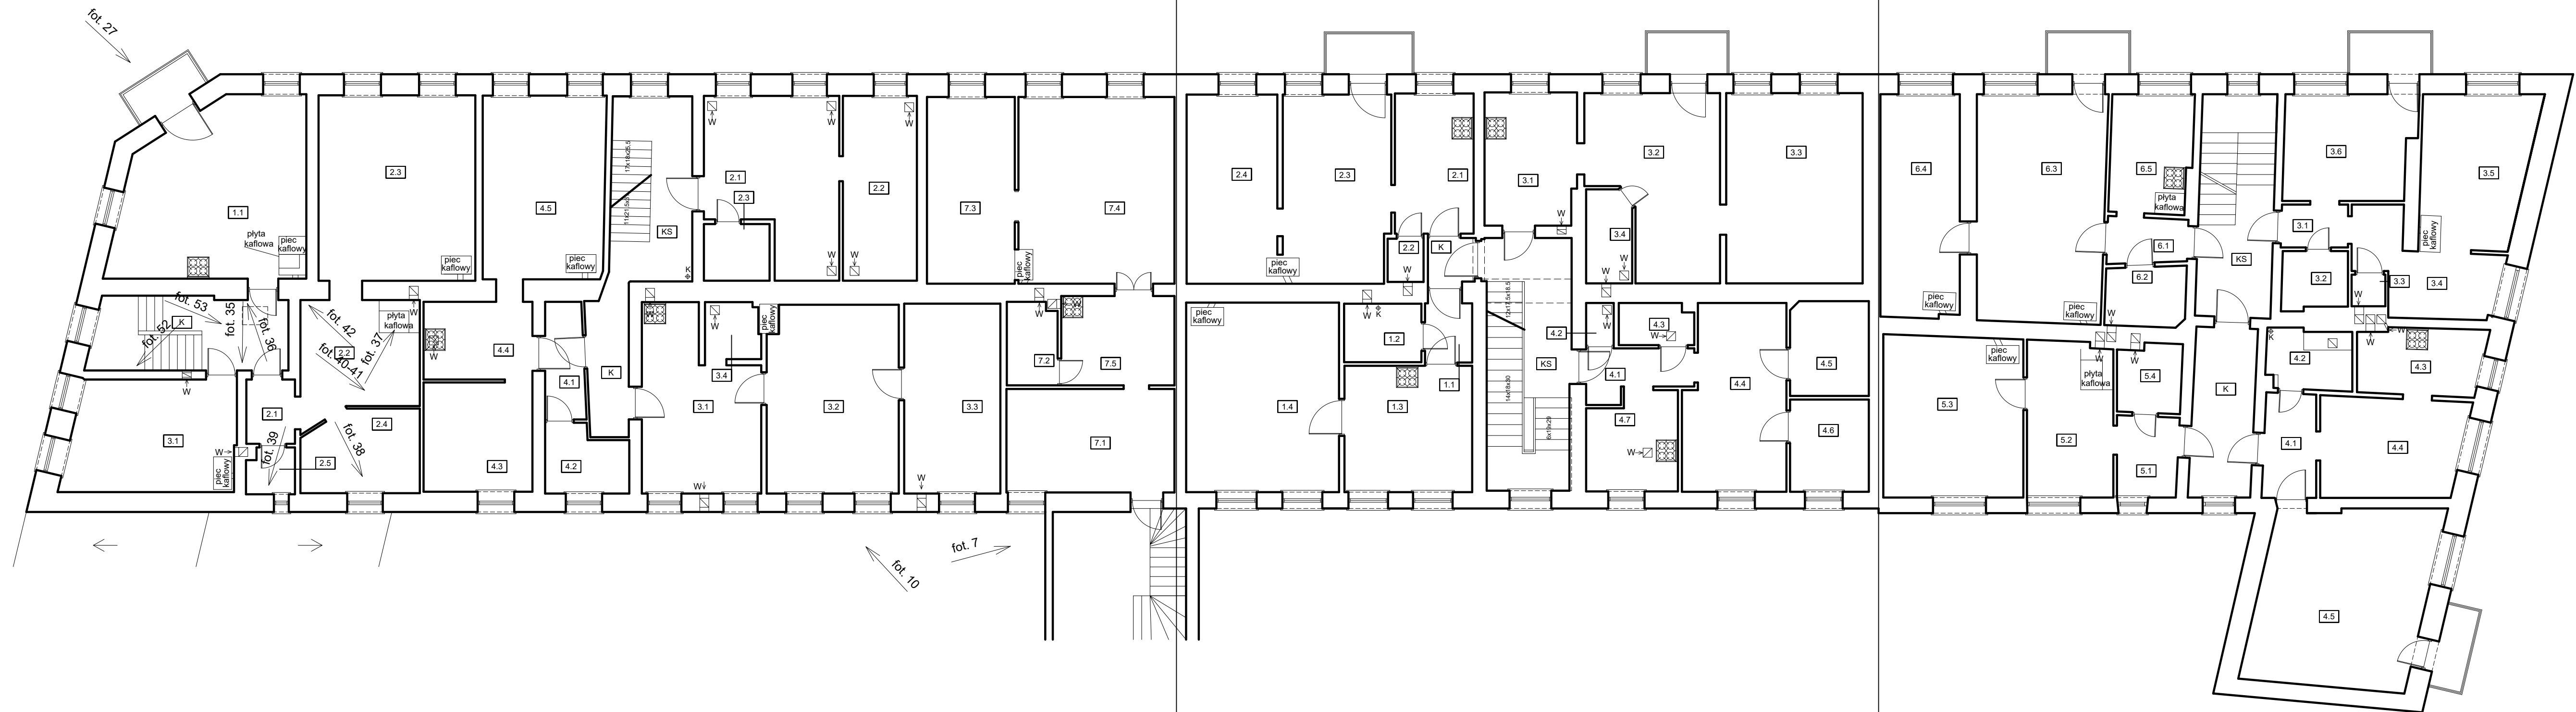 fot. 27
1.1
płyta
kaflowa
piec
kaflowy
2.3
piec
kaflowy
4.5
piec
kaflowy
17x18x25,5
KS
K
W
2.1
2.3
W
W
2.2
W
W
7.3
7.4
piec
kaflowy
2.4
piec
kaflowy
2.3
2.1
2.2
W
K
3.1
W
3.2
3.4
W
W
3.3
6.4
piec
kaflowy
6.3
piec
kaflowy
6.5
płyta
kaflowa
6.1
6.2
W
KS
3.6
3.1
3.2
3.5
piec
kaflowy
3.3
3.4
W
fot. 53
K
fot. 52
fot. 35
fot. 36
W
3.1
W
piec
kaflowy
2.1
fot. 39
2.5
fot. 42
2.2
fot. 40-41
fot. 37
płyta
kaflowa
W
2.4
fot. 38
W
4.4
4.3
4.1
4.2
K
W
W
3.4
3.1
W
piec
kaflowy
3.2
3.3
W
W
W
7.2
7.5
7.1
piec
kaflowy
1.4
W
K
1.2
1.1
1.3
12x17,5x18,5
14x18x30
6x19x29
KS
4.2
W
4.3
W
4.1
4.7
W
4.4
4.5
4.6
piec
kaflowy
5.3
W
płyta
kaflowa
5.2
W
5.4
5.1
K
K
4.2
W
W
4.3
4.1
4.4
4.5
fot. 10
fot. 7